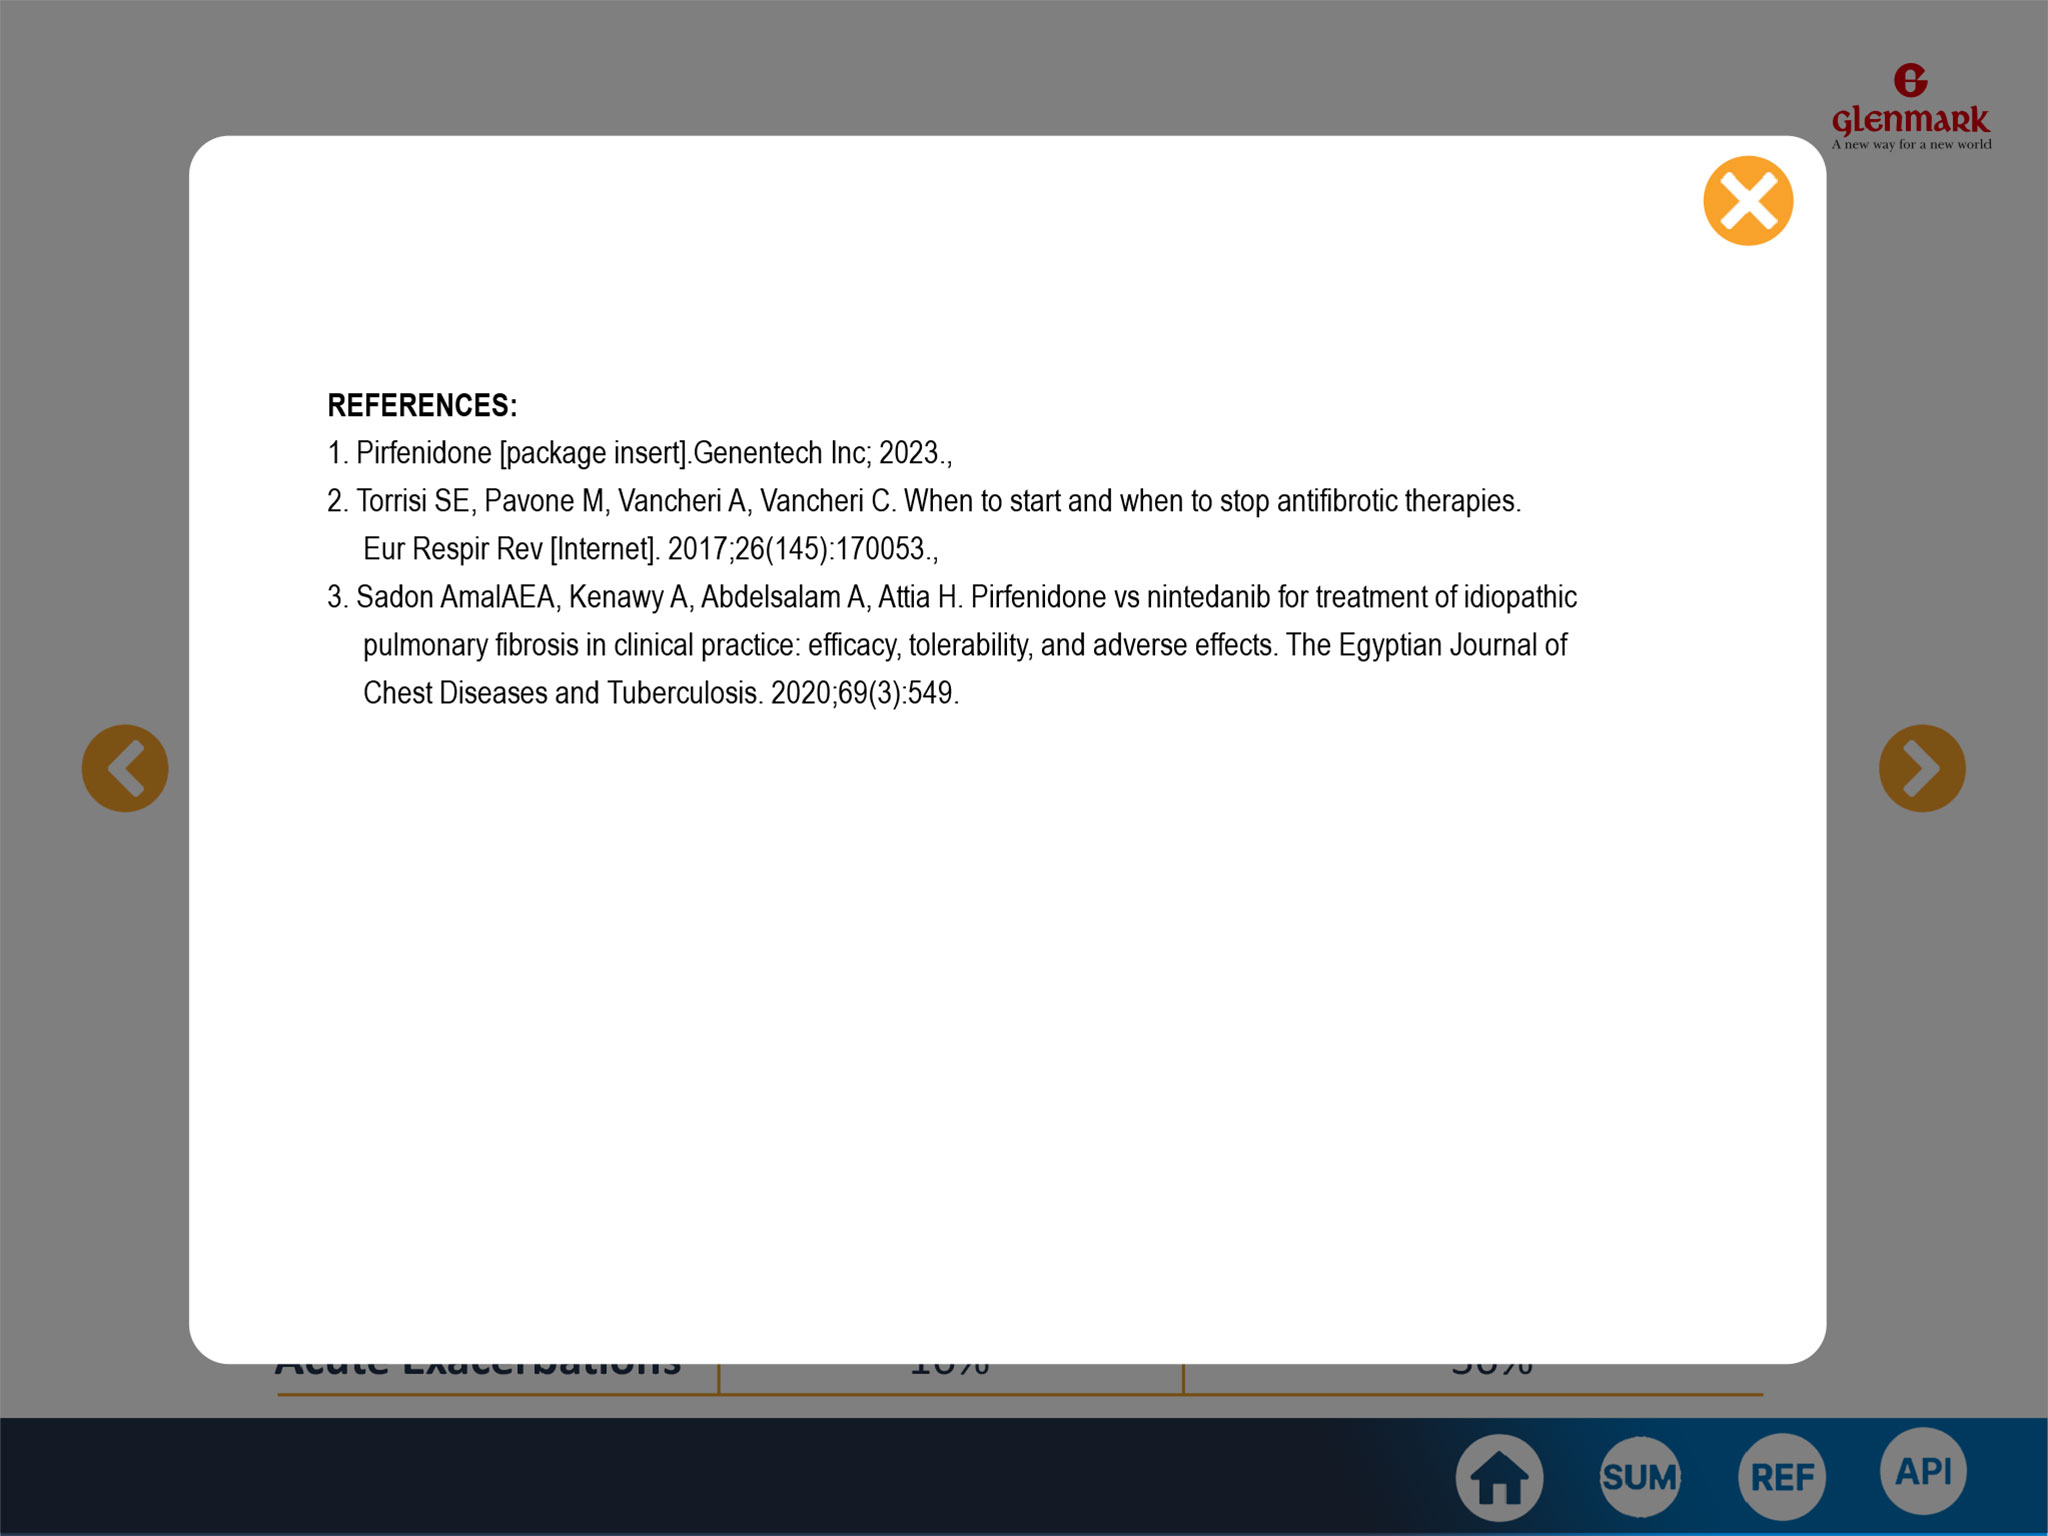 glenmark
A new way for a new world
REFERENCES:
1. Pirfenidone [package insert].Genentech Inc; 2023.,
2. Torrisi SE, Pavone M, Vancheri A, Vancheri C. When to start and when to stop antifibrotic therapies.
Eur Respir Rev [Internet]. 2017;26(145):170053.,
3. Sadon AmalAEA, Kenawy A, Abdelsalam A, Attia H. Pirfenidone vs nintedanib for treatment of idiopathic
pulmonary fibrosis in clinical practice: efficacy, tolerability, and adverse effects. The Egyptian Journal of
Chest Diseases and Tuberculosis. 2020;69(3):549.
Acute Exacerbations
SUM REF API